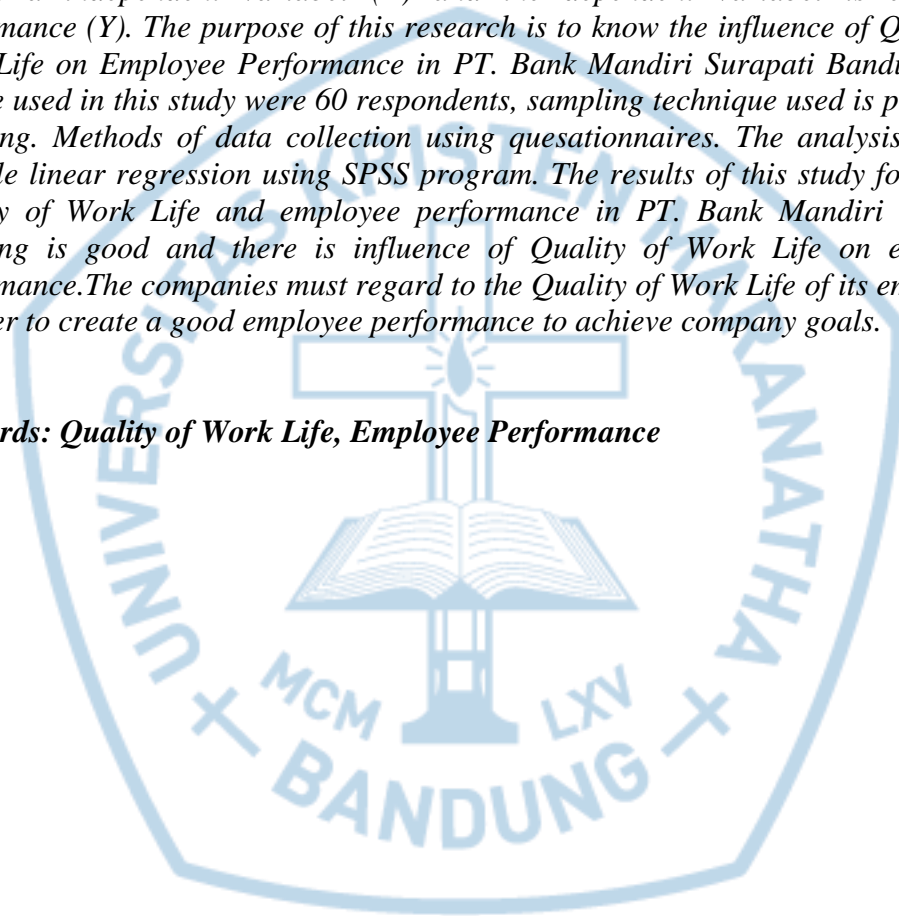 mance (Y). The purpose of this research is to know the influence of Q
Life on Employee Performance in PT. Bank Mandiri Surapati Bandu
e used in this study were 60 respondents, sampling technique used is p
ng. Methods of data collection using quesationnaires. The analysis
le linear regression using SPSS program. The results of this study fo
y of Work Life and employee performance in PT. Bank Mandiri
ng is good and there is influence of Quality of Work Life on e
mance.The companies must regard to the Quality of Work Life of its en
er to create a good employee performance to achieve company goals.
rds: Quality of Work Life, Employee Performance
UNIVERSITAS KRISTEN MARANATHA
MCM LXV
BANDUNG